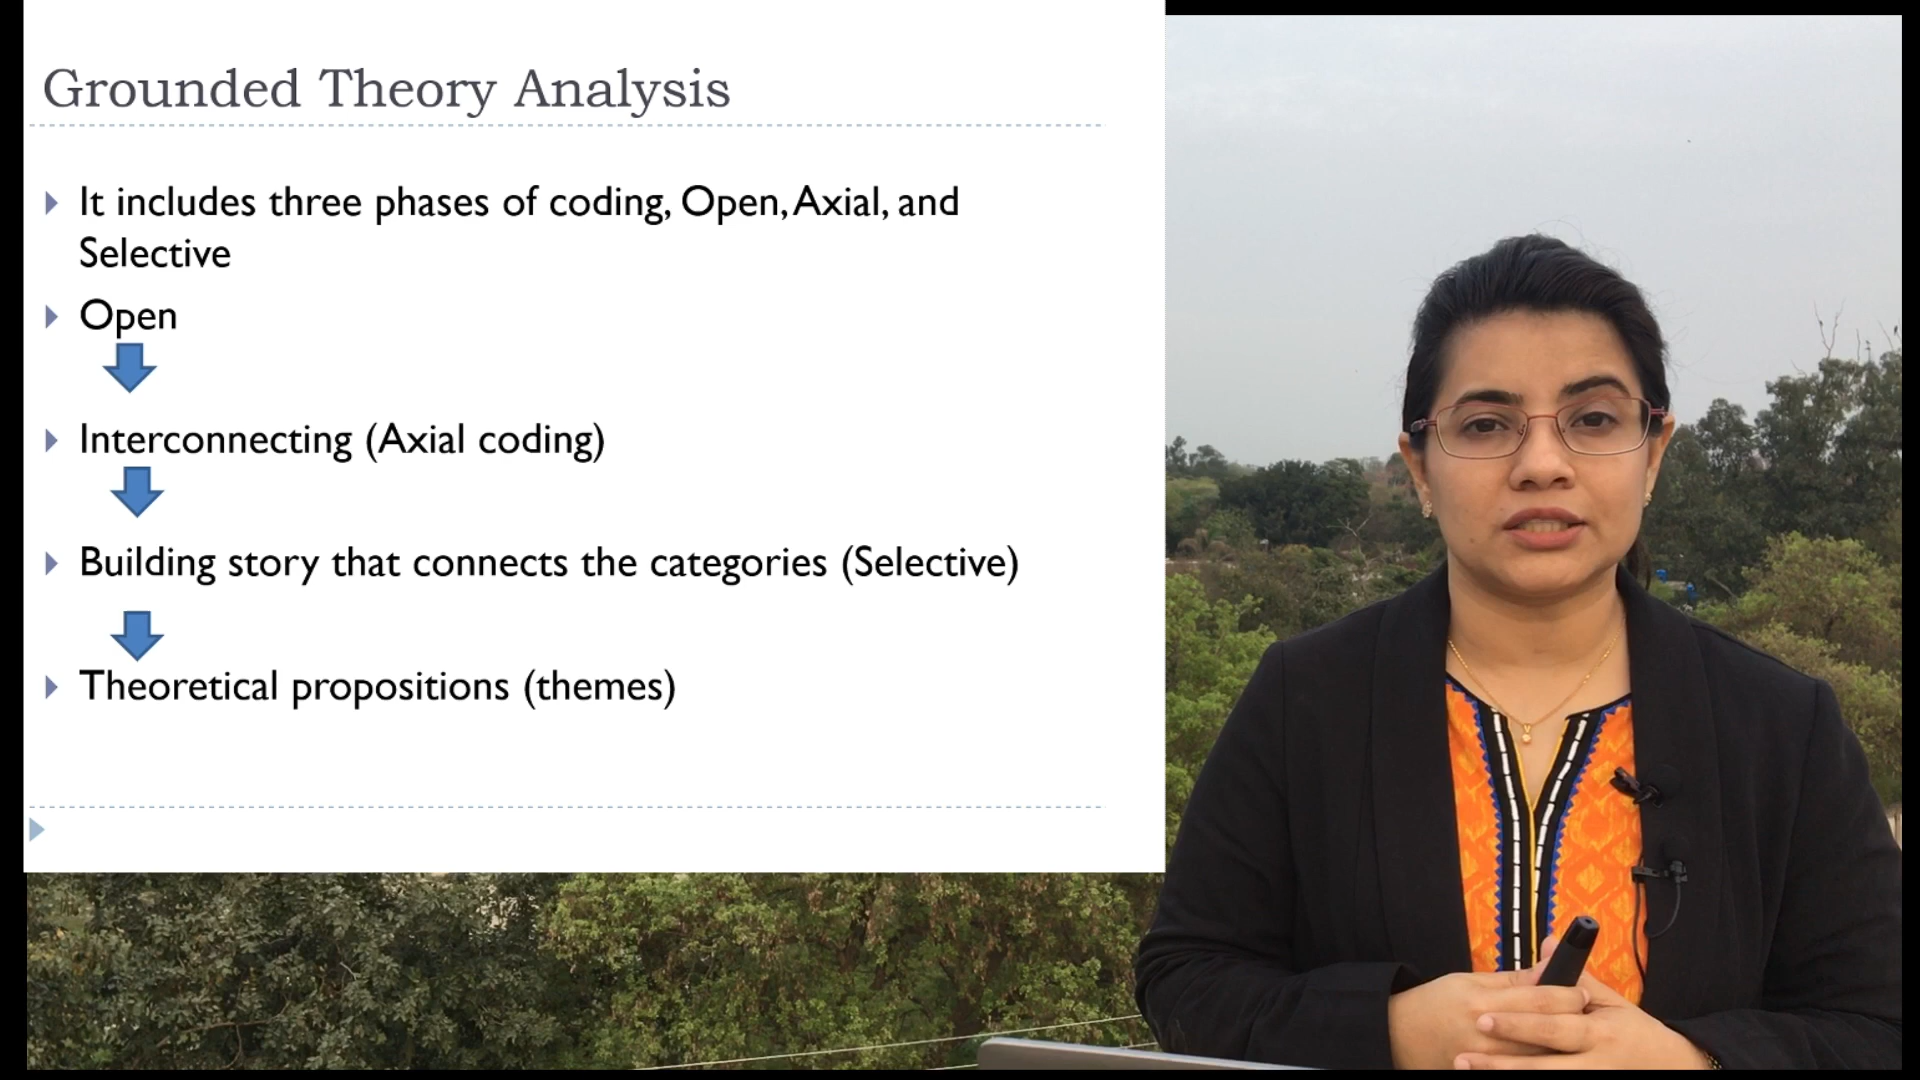 Grounded Theory Analysis
It includes three phases of coding, Open, Axial, and
Selective
Open
Interconnecting (Axial coding)
Building story that connects the categories (Selective)
Theoretical propositions (themes)